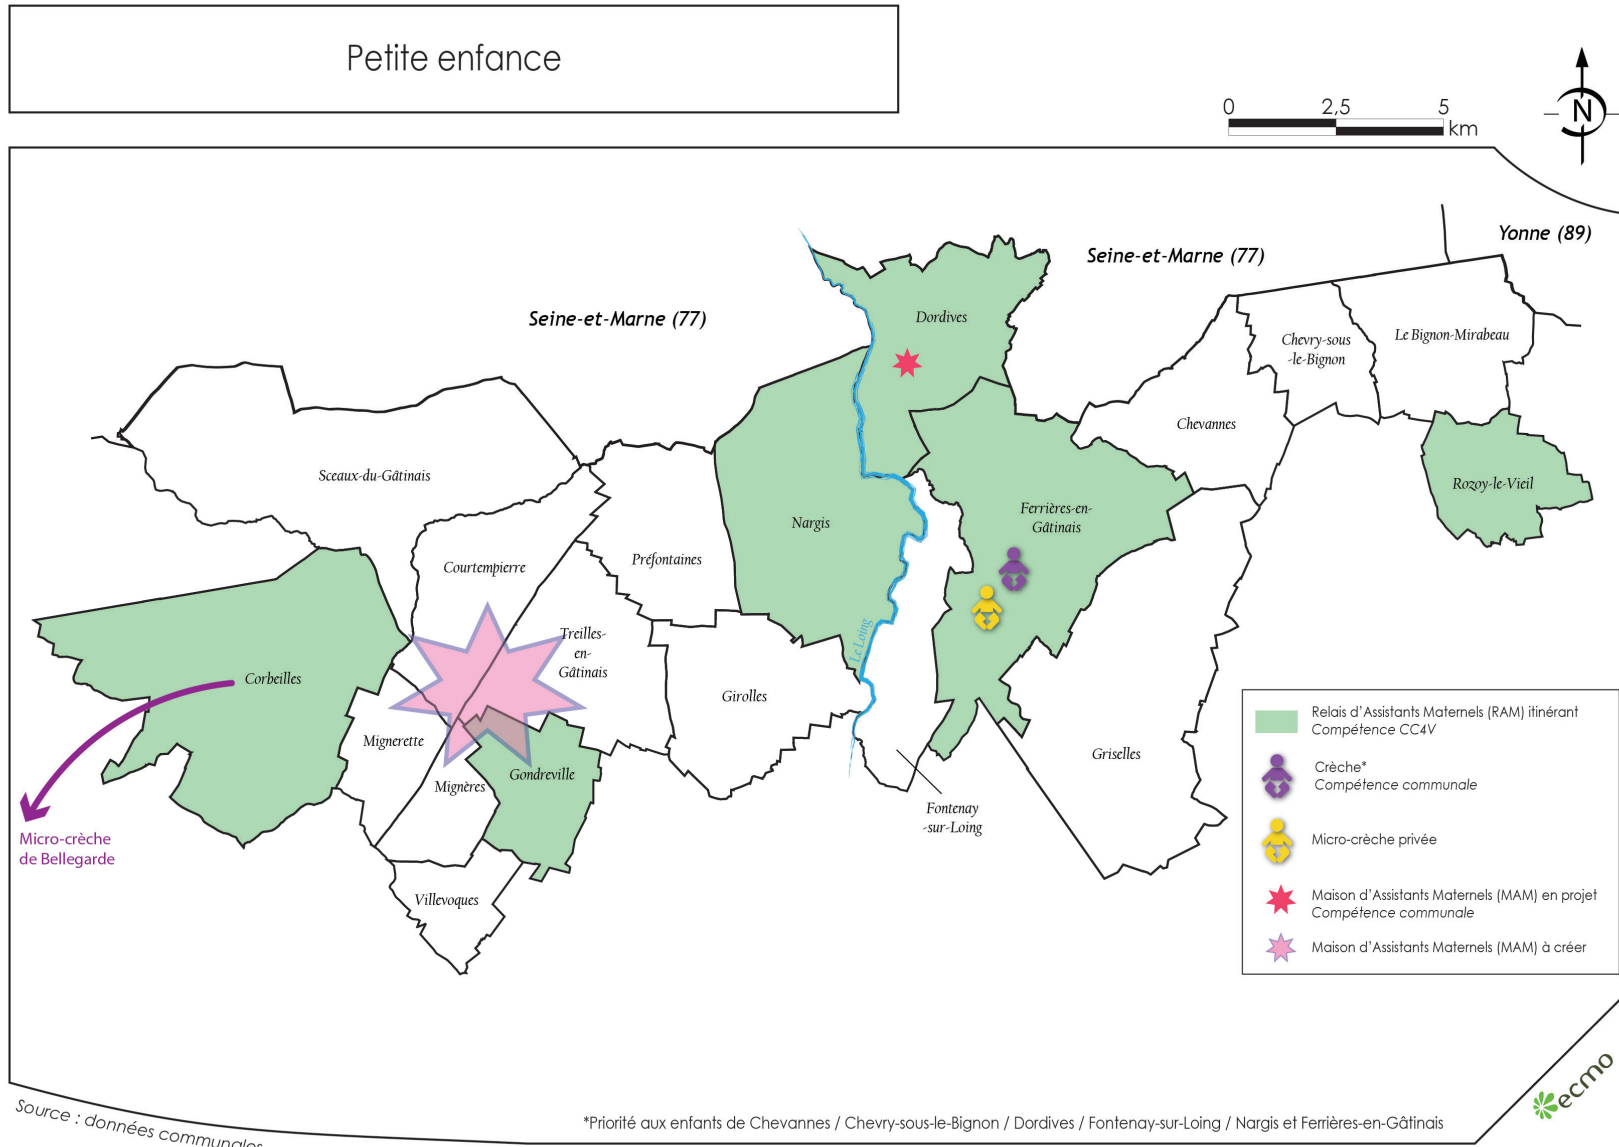 Petite enfance
0 2,5 5
km
N
Yonne (89)
Seine-et-Marne (77)
Seine-et-Marne (77)
Dordives
Chevry-sous
-le-Bignon
Le Bignon-Mirabeau
Chevannes
Sceaux-du-Gâtinais
Rozoy-le-Vieil
Nargis
Ferrières-en-
Gâtinais
Préfontaines
Courtempierre
Treilles-
en-
Gâtinais
Le Loing
Corbeilles
Girolles
Mignerette
Gondreville
Mignères
Griselles
Fontenay
-sur-Loing
Villevoques
Micro-crèche
de Bellegarde
Relais d'Assistants Maternels (RAM) itinérant
Compétence CC4V
Crèche*
Compétence communale
Micro-crèche privée
Maison d'Assistants Maternels (MAM) en projet
Compétence communale
Maison d'Assistants Maternels (MAM) à créer
ecmo
Source : données communales
*Priorité aux enfants de Chevannes / Chevry-sous-le-Bignon / Dordives / Fontenay-sur-Loing / Nargis et Ferrières-en-Gâtinais